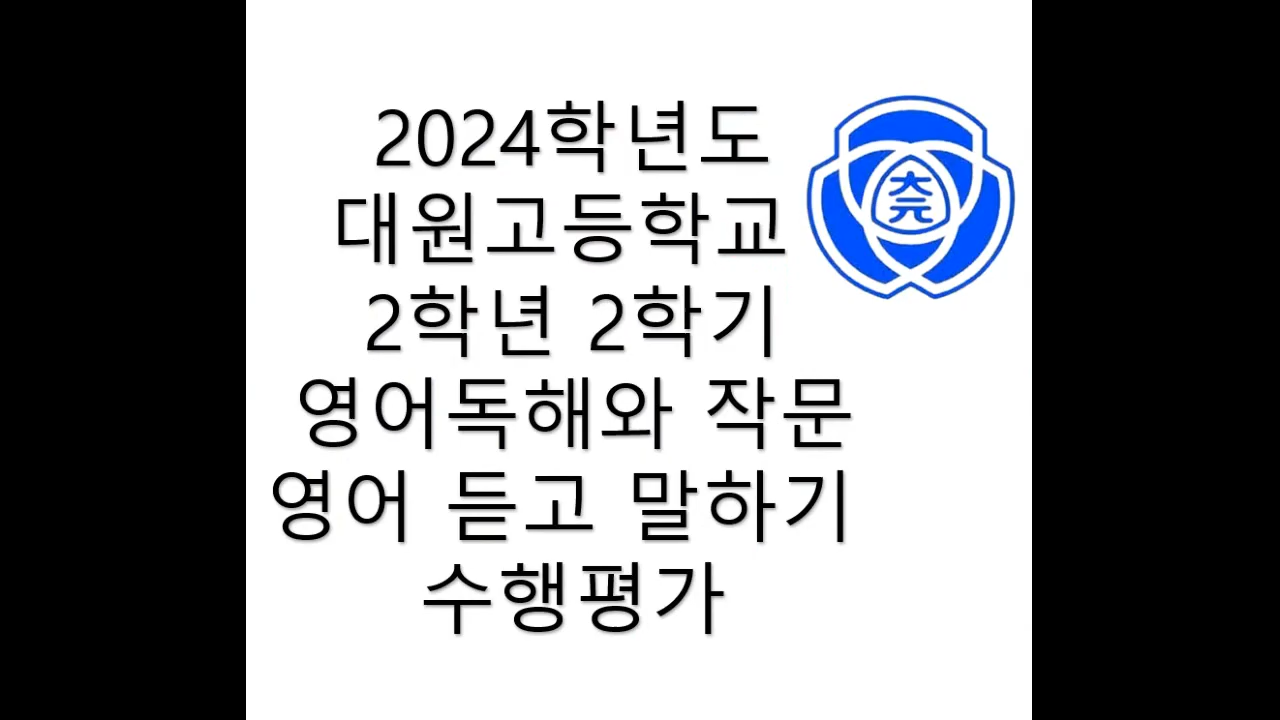 2024학년도
대원고등학교
2학년 2학기
영어독해와 작문
영어 듣고 말하기
수행평가
大元